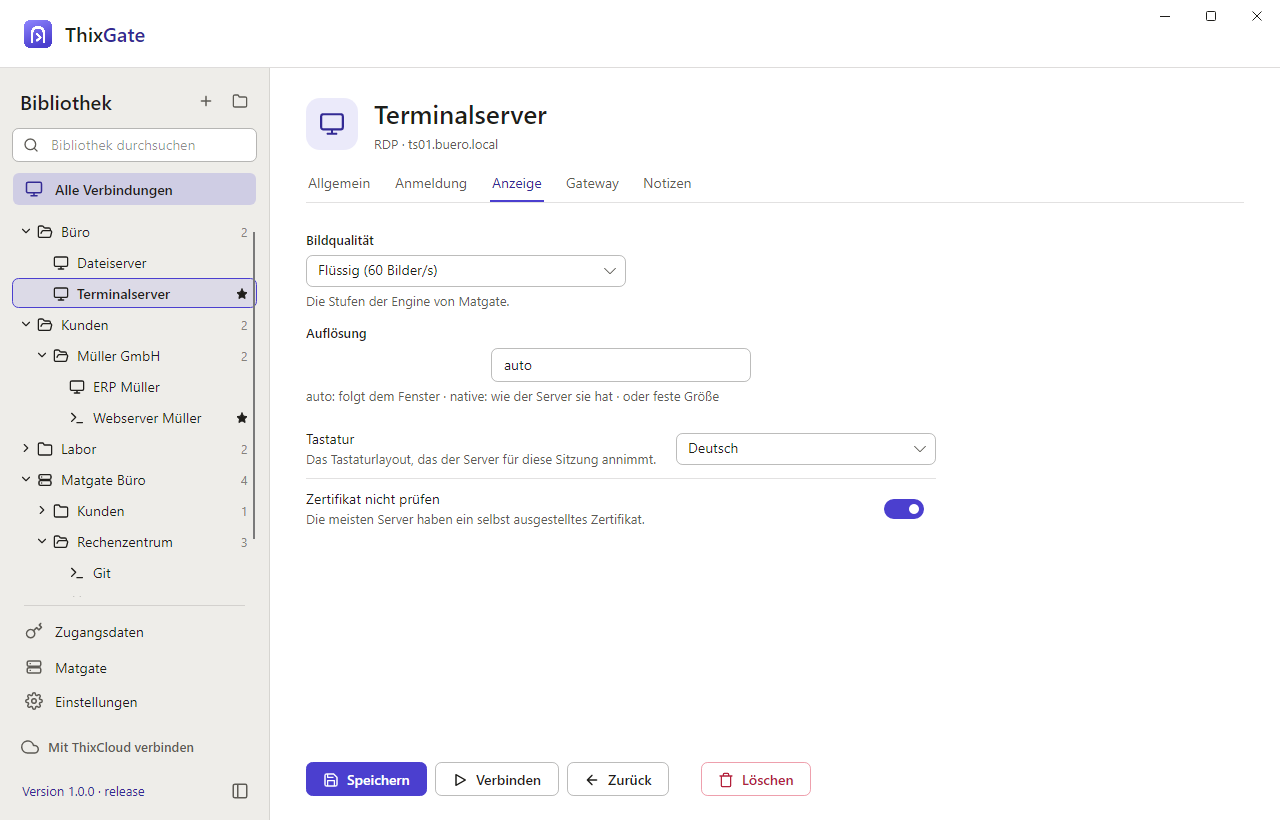 ThixGate
Bibliothek
Bibliothek durchsuchen
Alle Verbindungen
Büro 2
Dateiserver
Terminalserver
Kunden 2
Müller GmbH 2
ERP Müller
Webserver Müller
Labor 2
Matgate Büro 4
Kunden 1
Rechenzentrum 3
Git
Zugangsdaten
Matgate
Einstellungen
Mit ThixCloud verbinden
Version 1.0.0 · release
Terminalserver
RDP · ts01.buero.local
Allgemein Anmeldung Anzeige Gateway Notizen
Bildqualität
Flüssig (60 Bilder/s)
Die Stufen der Engine von Matgate.
Auflösung
auto
auto: folgt dem Fenster · native: wie der Server sie hat · oder feste Größe
Tastatur
Das Tastaturlayout, das der Server für diese Sitzung annimmt.
Deutsch
Zertifikat nicht prüfen
Die meisten Server haben ein selbst ausgestelltes Zertifikat.
Speichern Verbinden Zurück Löschen